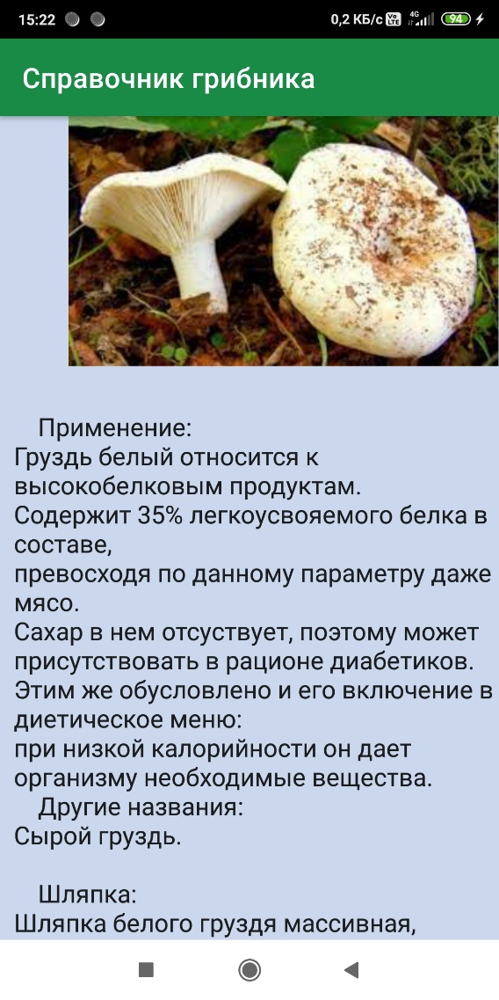 15:22 0,2 КБ/с Vo LTE 4G 94
Справочник грибника
Применение:
Груздь белый относится к
высокобелковым продуктам.
Содержит 35% легкоусвояемого белка в
составе,
превосходя по данному параметру даже
мясо.
Сахар в нем отсуствует, поэтому может
присутствовать в рационе диабетиков.
Этим же обусловлено и его включение в
диетическое меню:
при низкой калорийности он дает
организму необходимые вещества.
Другие названия:
Сырой груздь.
Шляпка:
Шляпка белого груздя массивная,